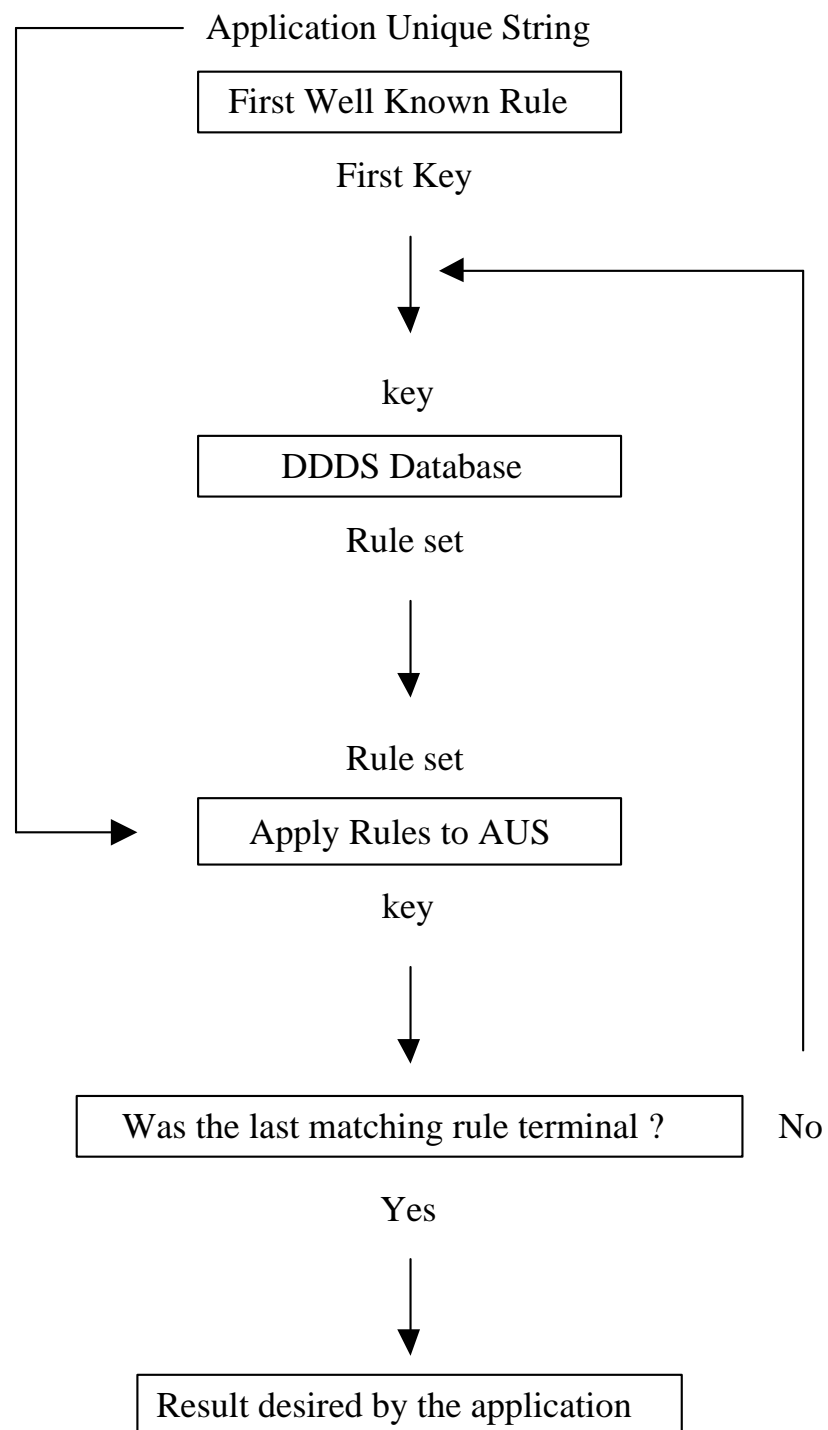 Application Unique String
First Well Known Rule
First Key
key
DDDS Database
Rule set
Rule set
Apply Rules to AUS
key
Was the last matching rule terminal ?
No
Yes
Result desired by the application